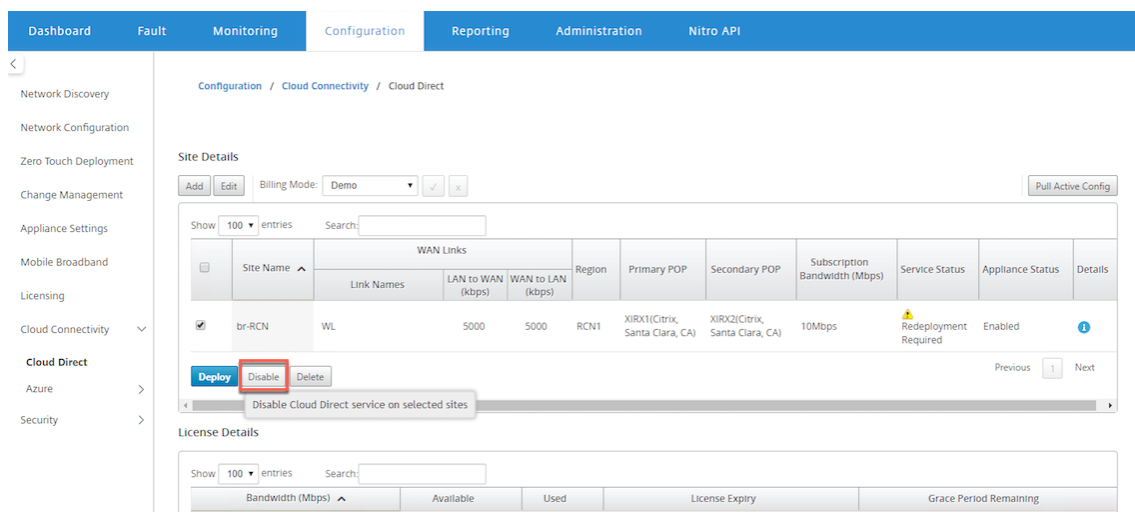 Dashboard Fault Monitoring Configuration Reporting Administration Nitro API
Network Discovery
Network Configuration
Zero Touch Deployment
Change Management
Appliance Settings
Mobile Broadband
Licensing
Cloud Connectivity
Cloud Direct
Azure
Security
Configuration / Cloud Connectivity / Cloud Direct
Site Details
Add Edit Billing Mode: Demo ✓ x Pull Active Config
Show 100 entries Search:
Site Name WAN Links Region Primary POP Secondary POP Subscription Bandwidth (Mbps) Service Status Appliance Status Details
Link Names LAN to WAN (kbps) WAN to LAN (kbps)
br-RCN WL 5000 5000 RCN1 XIRX1(Citrix, Santa Clara, CA) XIRX2(Citrix, Santa Clara, CA) 10Mbps Redeployment Required Enabled
Previous 1 Next
Deploy Disable Delete
Disable Cloud Direct service on selected sites
License Details
Show 100 entries Search:
Bandwidth (Mbps) Available Used License Expiry Grace Period Remaining